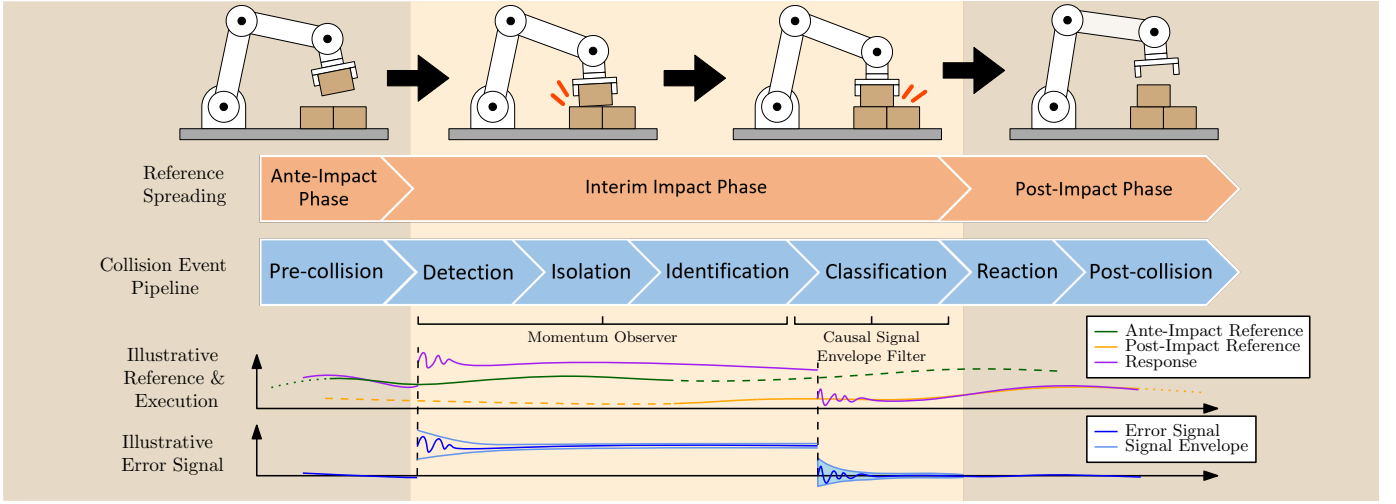 Reference
Spreading
Ante-Impact
Phase
Interim Impact Phase
Post-Impact Phase
Collision Event
Pipeline
Pre-collision
Detection
Isolation
Identification
Classification
Reaction
Post-collision
Momentum Observer
Causal Signal
Envelope Filter
Illustrative
Reference &
Execution
Ante-Impact Reference
Post-Impact Reference
Response
Illustrative
Error Signal
Error Signal
Signal Envelope